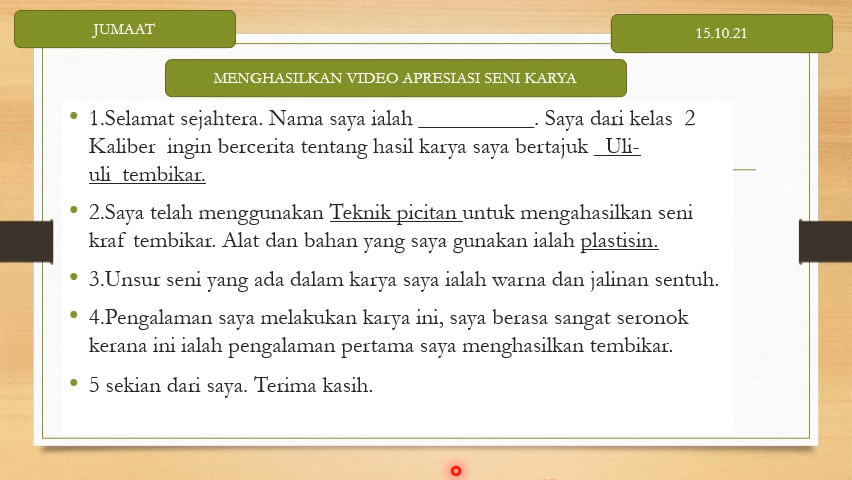 JUMAAT
15.10.21
MENGHASILKAN VIDEO APRESIASI SENI KARYA
• 1.Selamat sejahtera. Nama saya ialah __________. Saya dari kelas 2
Kaliber ingin bercerita tentang hasil karya saya bertajuk _Uli-
uli tembikar.
• 2.Saya telah menggunakan Teknik picitan untuk mengahasilkan seni
kraf tembikar. Alat dan bahan yang saya gunakan ialah plastisin.
• 3.Unsur seni yang ada dalam karya saya ialah warna dan jalinan sentuh.
• 4.Pengalaman saya melakukan karya ini, saya berasa sangat seronok
kerana ini ialah pengalaman pertama saya menghasilkan tembikar.
• 5 sekian dari saya. Terima kasih.